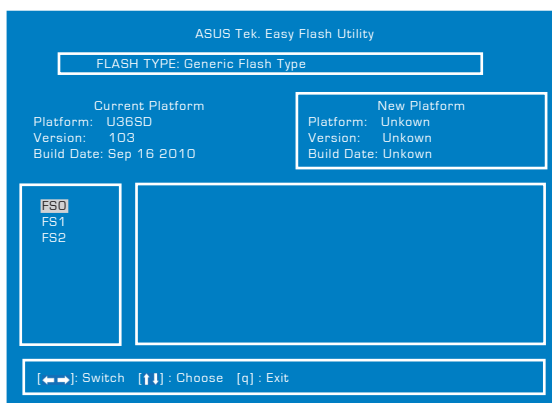 ASUS Tek. Easy Flash Utility
FLASH TYPE: Generic Flash Type
Current Platform
Platform: U36SD
Version: 103
Build Date: Sep 16 2010
New Platform
Platform: Unkown
Version: Unkown
Build Date: Unkown
FS0
FS1
FS2
[←→]: Switch [↑↓] : Choose [q] : Exit